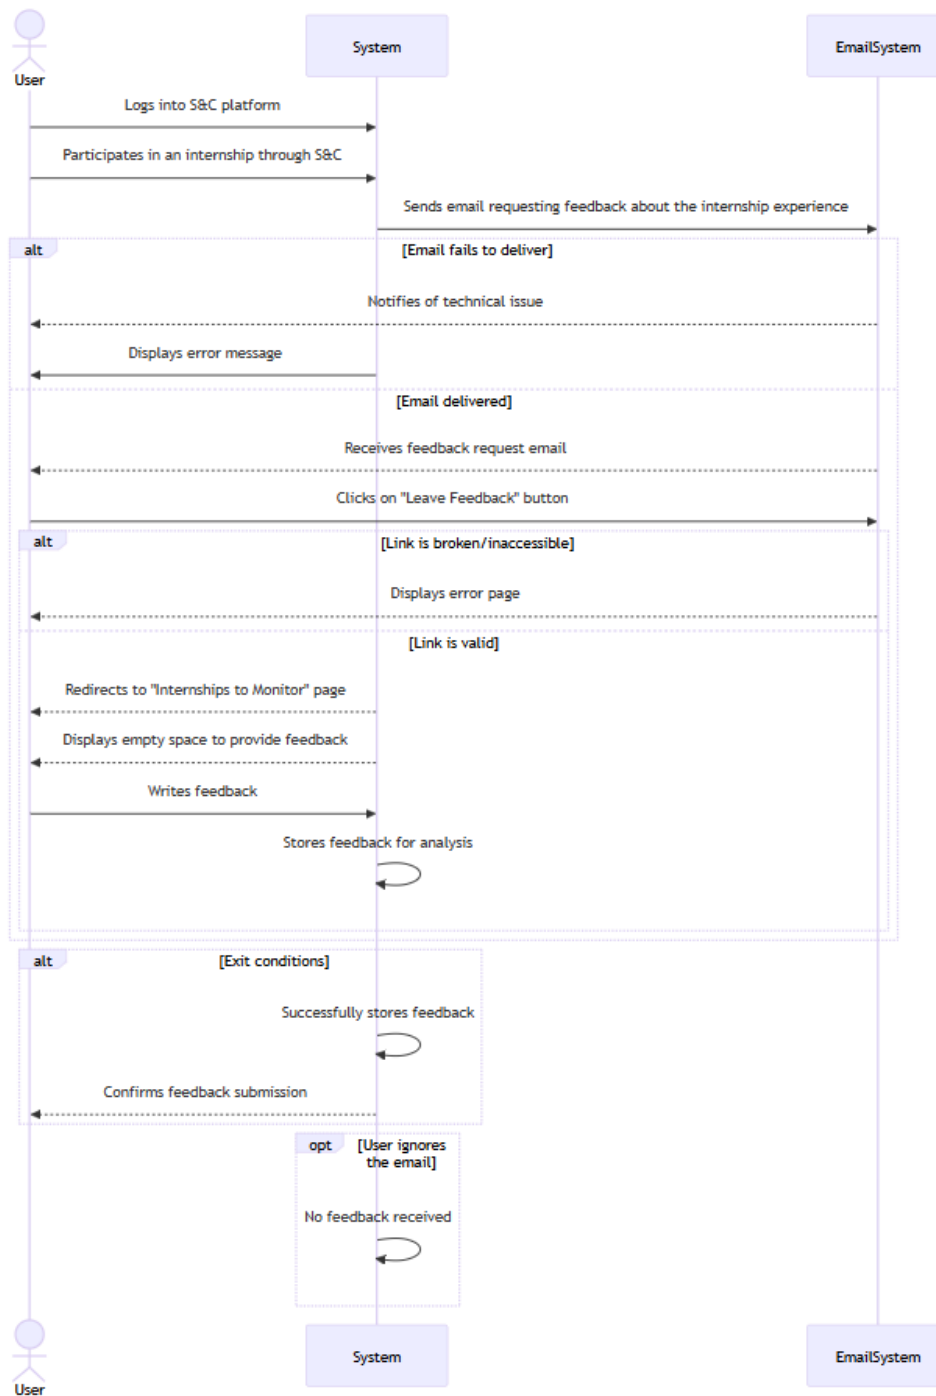 System
EmailSystem
User
Logs into S&C platform
Participates in an internship through S&C
Sends email requesting feedback about the internship experience
alt
[Email fails to deliver]
Notifies of technical issue
Displays error message
[Email delivered]
Receives feedback request email
Clicks on "Leave Feedback" button
alt
[Link is broken/inaccessible]
Displays error page
[Link is valid]
Redirects to "Internships to Monitor" page
Displays empty space to provide feedback
Writes feedback
Stores feedback for analysis
alt
[Exit conditions]
Successfully stores feedback
Confirms feedback submission
opt
[User ignores
the email]
No feedback received
System
EmailSystem
User